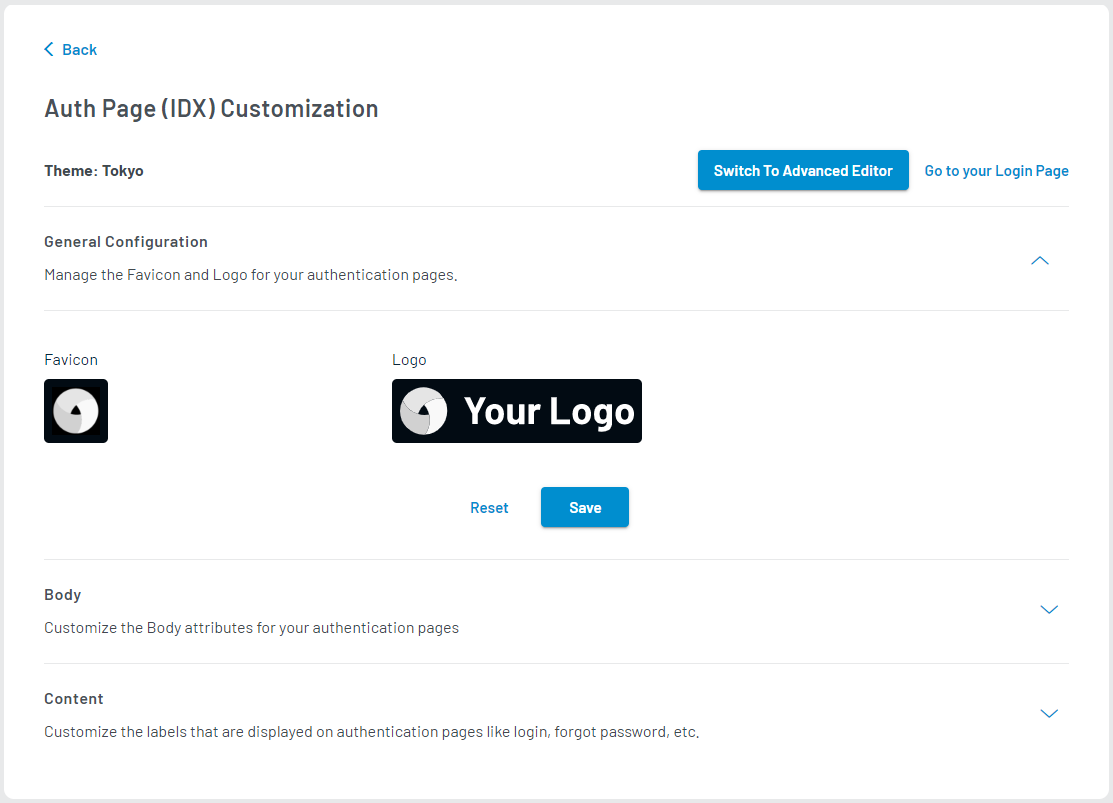 Back
Auth Page (IDX) Customization
Theme: Tokyo
Switch To Advanced Editor
Go to your Login Page
General Configuration
Manage the Favicon and Logo for your authentication pages.
Favicon
Logo
Your Logo
Reset
Save
Body
Customize the Body attributes for your authentication pages
Content
Customize the labels that are displayed on authentication pages like login, forgot password, etc.